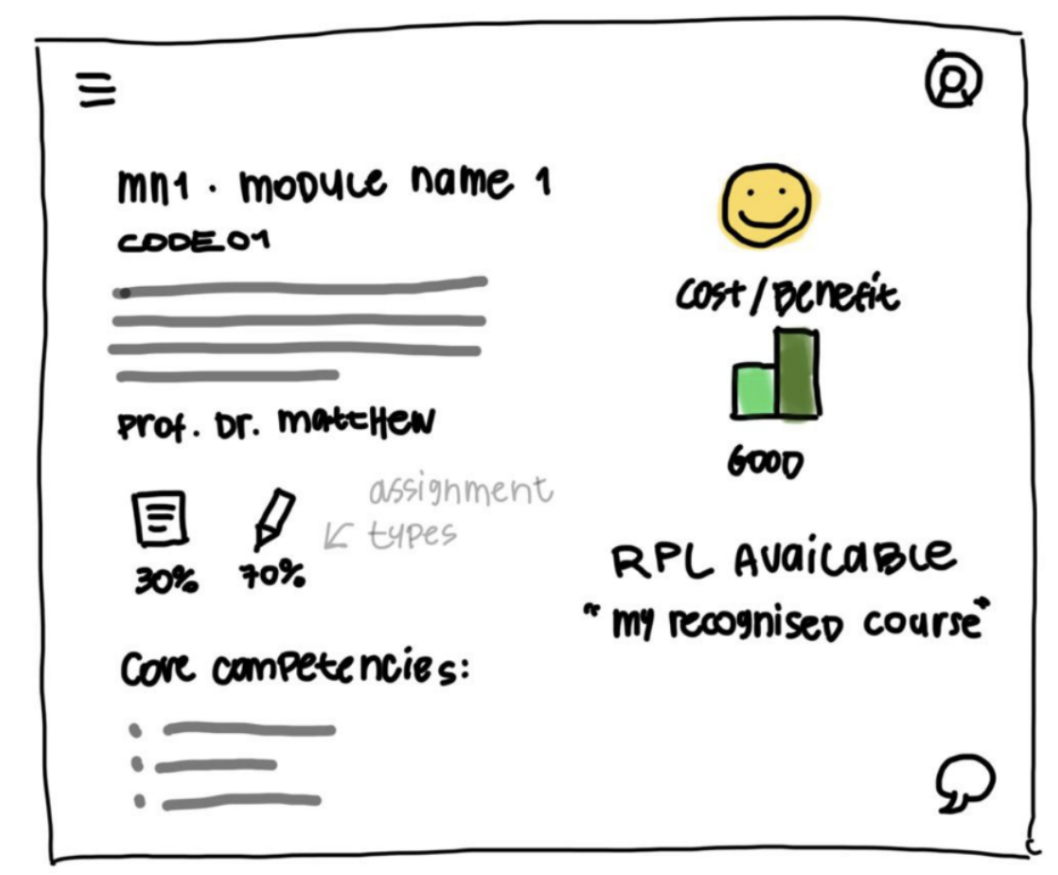 mn1 · module name 1
CODE01
Prof. Dr. Matthew
assignment
types
30% 70%
Core competencies:
Cost/Benefit
GOOD
RPL Available
"my recognised course"